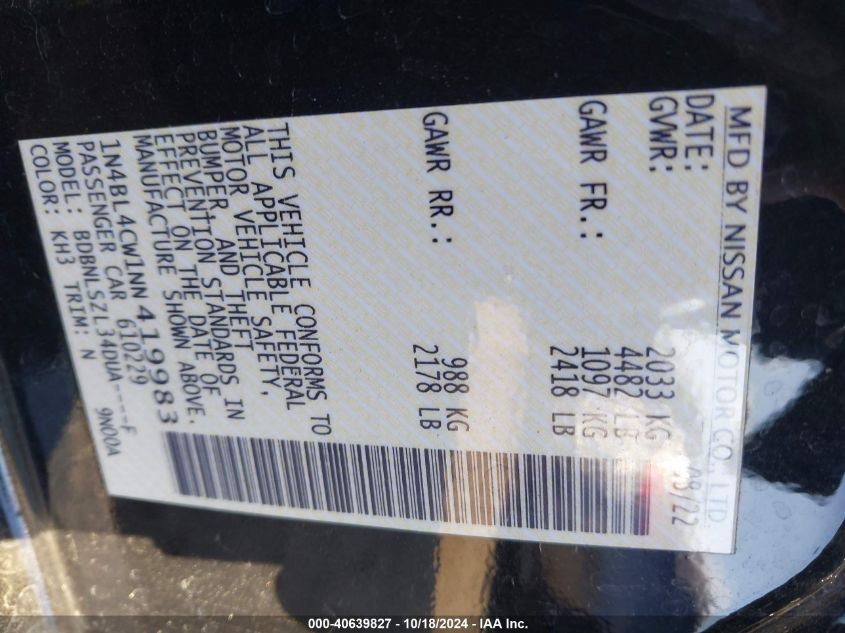 MFD BY NISSAN MOTOR CO., LTD.
DATE: 08/22
GVWR: 2033 KG
4482 LB
GAWR FR.: 1097 KG
2418 LB
GAWR RR.: 988 KG
2178 LB
THIS VEHICLE CONFORMS TO
ALL APPLICABLE FEDERAL
MOTOR VEHICLE SAFETY,
BUMPER, AND THEFT
PREVENTION STANDARDS IN
EFFECT ON THE DATE OF
MANUFACTURE SHOWN ABOVE.
1N4BL4CW1NN419983
PASSENGER CAR 610229
MODEL: BDBNLSZL34DUA----F
COLOR: KH3 TRIM: N 9N00A
000-40639827 - 10/18/2024 - IAA Inc.